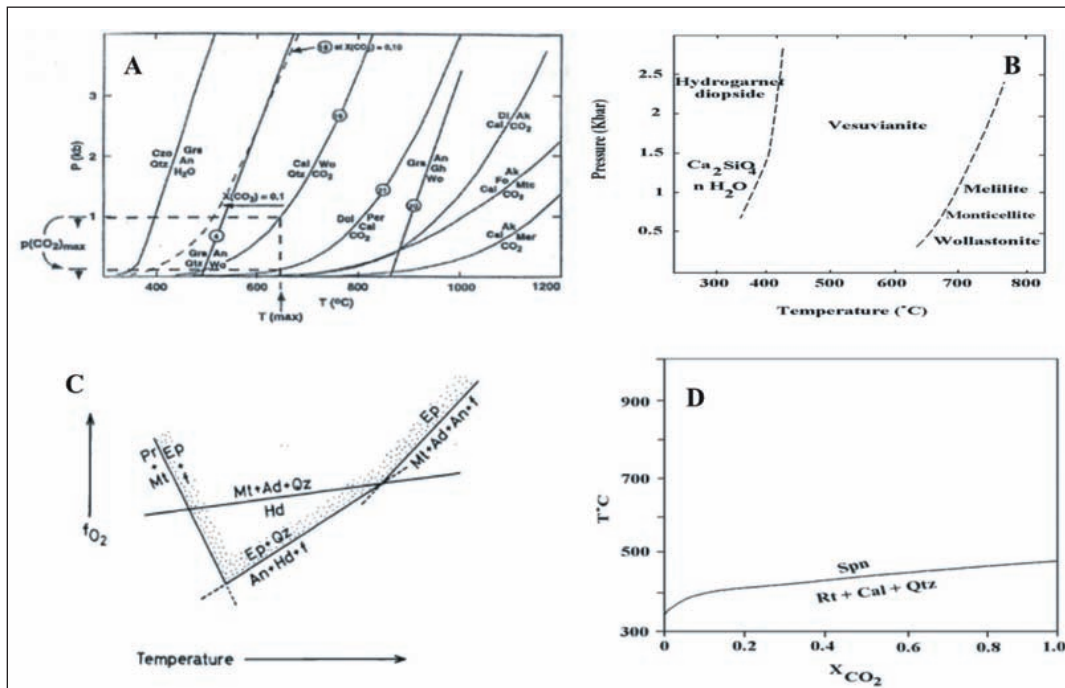 A
at X(CO₂) = 0.10
P (kb)
3
2
1
p(CO₂)max
Czo Grs
Qtz An
H₂O
X(CO₂) = 0.1
Cal Wo
Qtz CO₂
Grs An
Qtz Wo
Dol Per
Cal
CO₂
Grs An
Gh
Wo
Di Ak
Cal CO₂
Ak
Fo Mtc
Cal CO₂
Ak
Cal Mer
CO₂
400 600 800 1000 1200
T (°C)
T (max)
B
Pressure (Kbar)
2.5
2
1.5
1
0.5
Hydrogarnet
diopside
Vesuvianite
Ca₂SiO₄
n H₂O
Melilite
Monticellite
Wollastonite
300 400 500 600 700 800
Temperature (°C)
C
fO₂
Pr + Mt
Ep + f
Mt+Ad+Qz
Hd
Ep+Qz
An+Hd+f
Ep
Mt+Ad+An+f
Temperature
D
T°C
900
700
500
300
Spn
Rt + Cal + Qtz
0 0.2 0.4 0.6 0.8 1.0
X CO₂